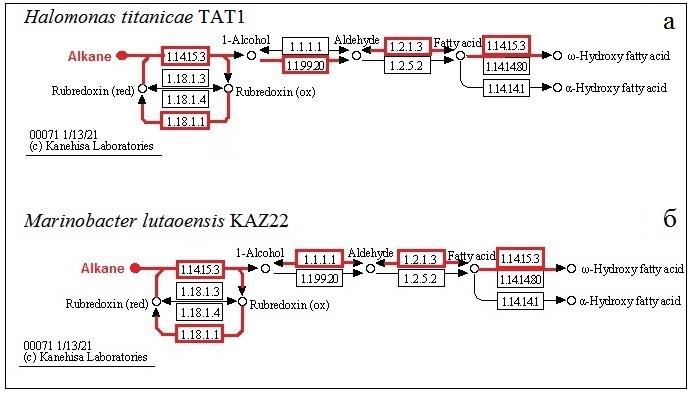 Halomonas titanicae TAT1 а
1-Alcohol Aldehyde Fatty acid
Alkane 1.14.15.3 1.1.1.1 1.2.1.3 1.14.15.3
1.1.99.20 1.2.5.2 1.14.14.80 ω-Hydroxy fatty acid
Rubredoxin (red) 1.18.1.3 Rubredoxin (ox) 1.14.14.1 α-Hydroxy fatty acid
1.18.1.4
1.18.1.1
00071 1/13/21
(c) Kanehisa Laboratories
Marinobacter lutaoensis KAZ22 б
1-Alcohol Aldehyde Fatty acid
Alkane 1.14.15.3 1.1.1.1 1.2.1.3 1.14.15.3
1.1.99.20 1.2.5.2 1.14.14.80 ω-Hydroxy fatty acid
Rubredoxin (red) 1.18.1.3 Rubredoxin (ox) 1.14.14.1 α-Hydroxy fatty acid
1.18.1.4
1.18.1.1
00071 1/13/21
(c) Kanehisa Laboratories